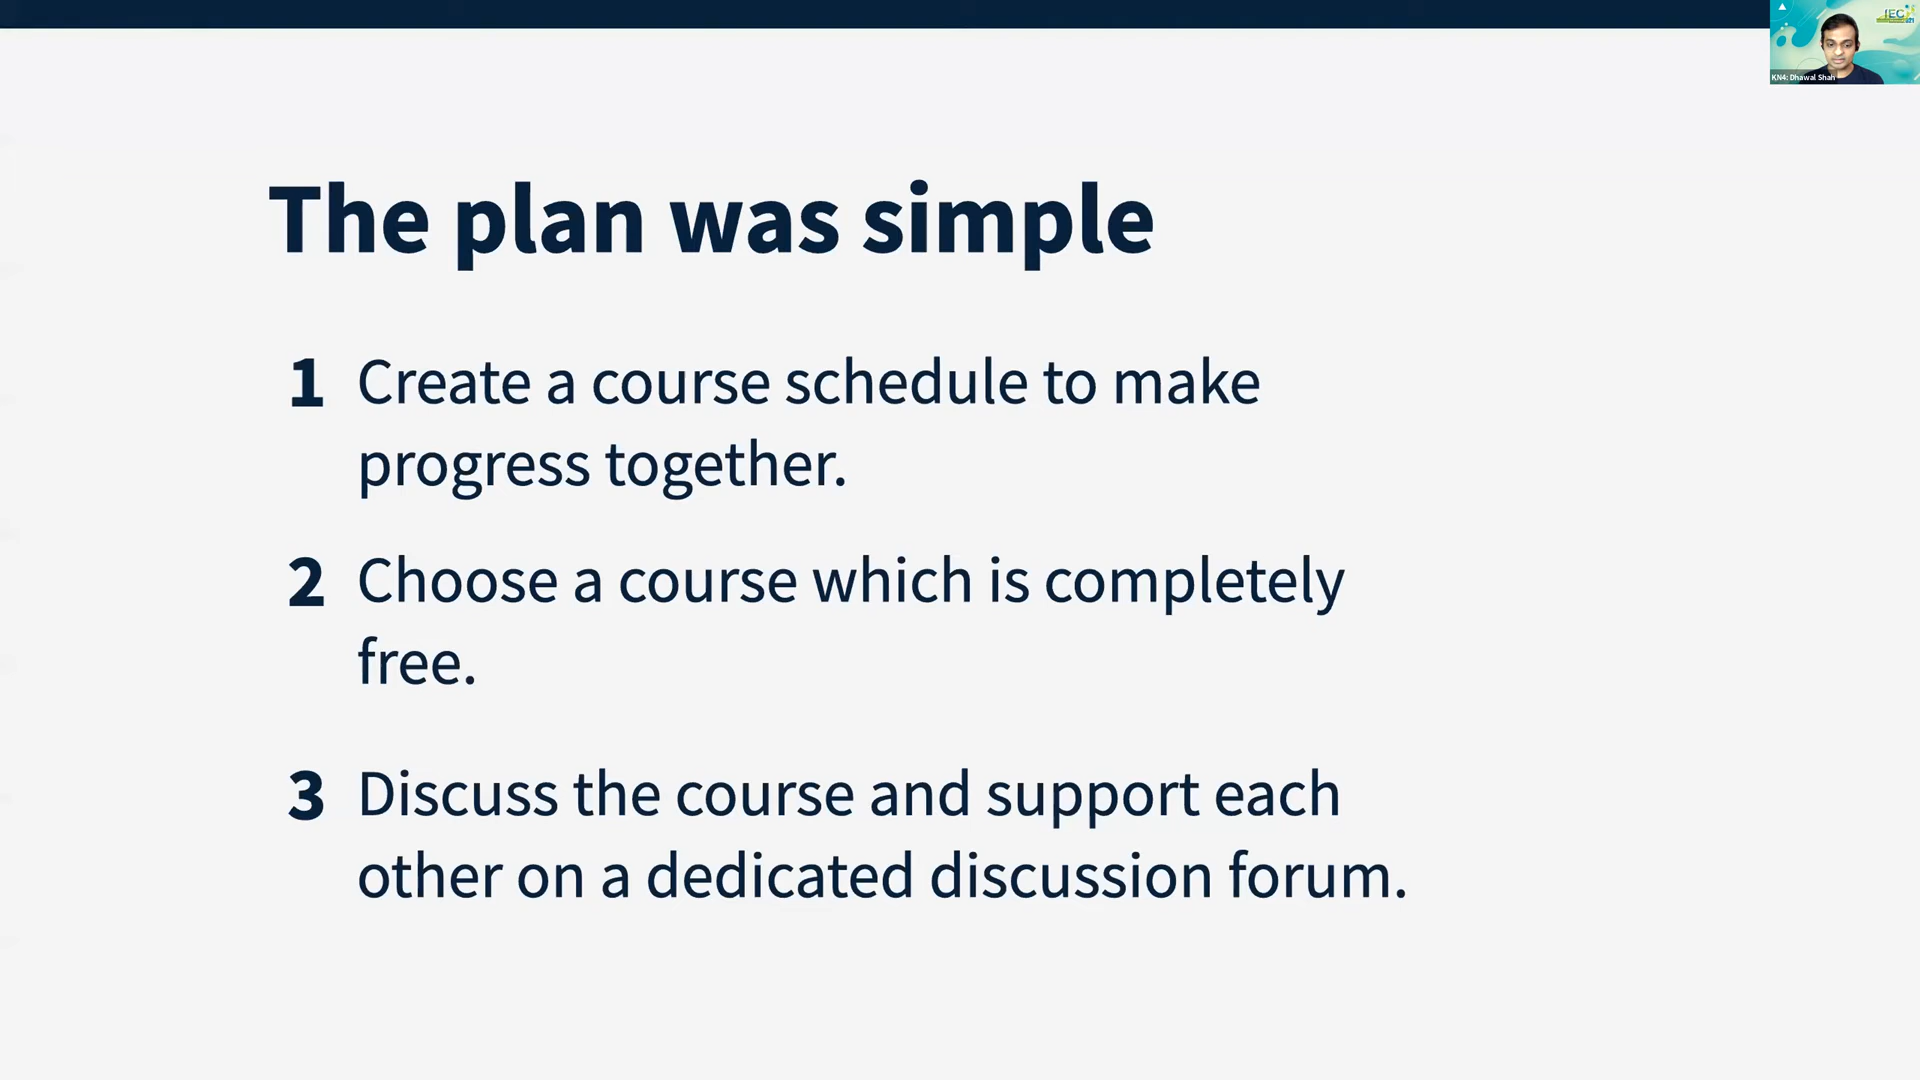 The plan was simple
1 Create a course schedule to make
progress together.
2 Choose a course which is completely
free.
3 Discuss the course and support each
other on a dedicated discussion forum.
IEC
KN4: Dhawal Shah